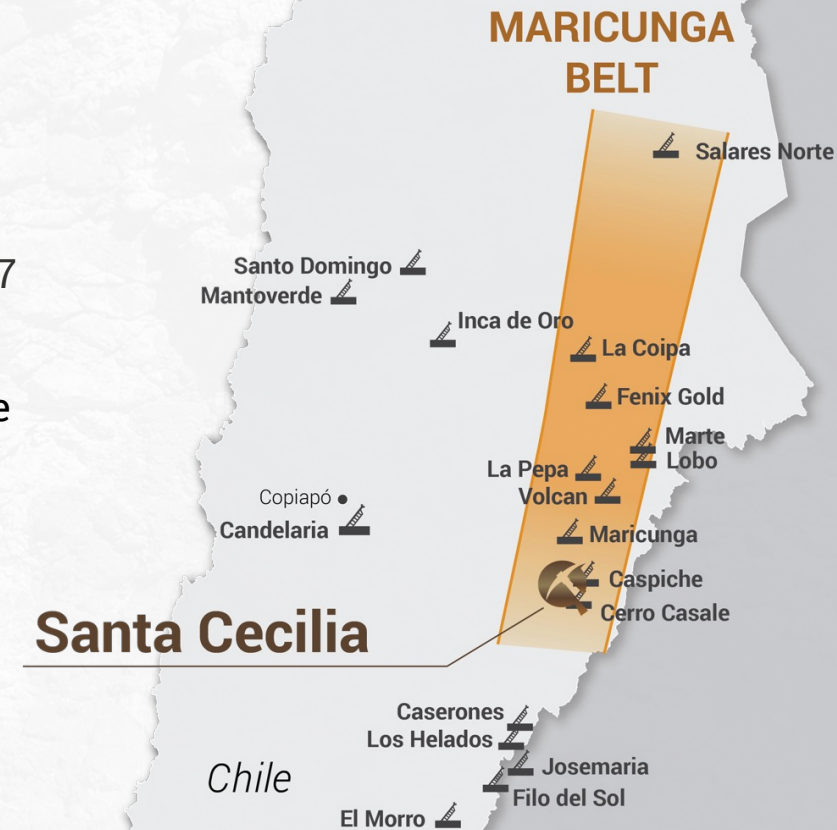 MARICUNGA
BELT
Salares Norte
7
Santo Domingo
Mantoverde
Inca de Oro
La Coipa
e
Fenix Gold
Marte
Lobo
La Pepa
Volcan
Copiapó
Candelaria
Maricunga
Caspiche
Cerro Casale
Santa Cecilia
Caserones
Los Helados
Josemaria
Chile
Filo del Sol
El Morro